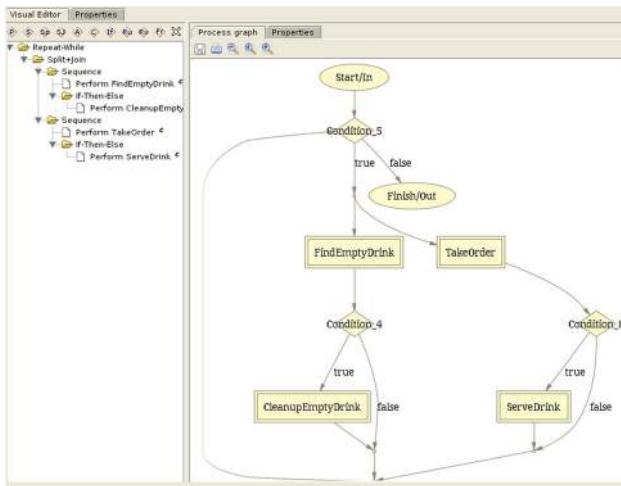 Visual Editor Properties
Repeat-While
Split+Join
Sequence
Perform FindEmptyDrink
If-Then-Else
Perform CleanupEmpty
Sequence
Perform TakeOrder
If-Then-Else
Perform ServeDrink
Process graph Properties
Start/In
Condition_5
true false
Finish/Out
FindEmptyDrink TakeOrder
Condition_4
true
CleanupEmptyDrink
false
true
ServeDrink
false